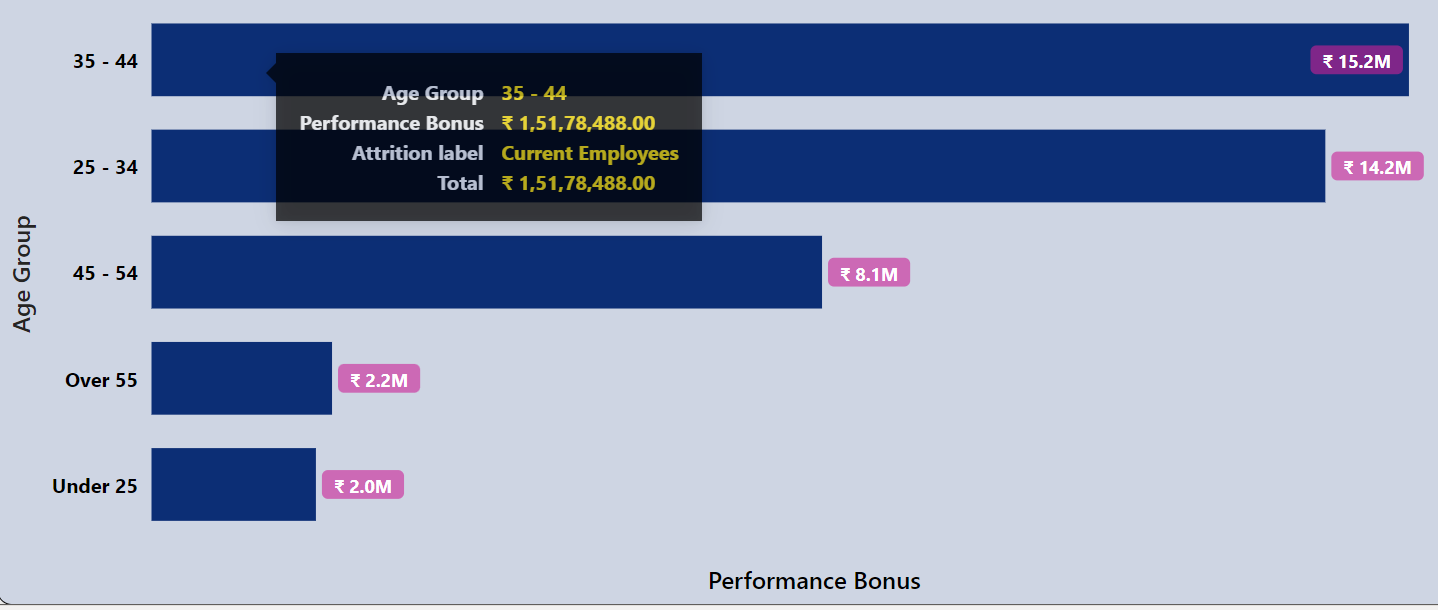 35 - 44
₹ 15.2M
Age Group 35 - 44
Performance Bonus ₹ 1,51,78,488.00
Attrition label Current Employees
Total ₹ 1,51,78,488.00
25 - 34
₹ 14.2M
45 - 54
₹ 8.1M
Over 55
₹ 2.2M
Under 25
₹ 2.0M
Age Group
Performance Bonus